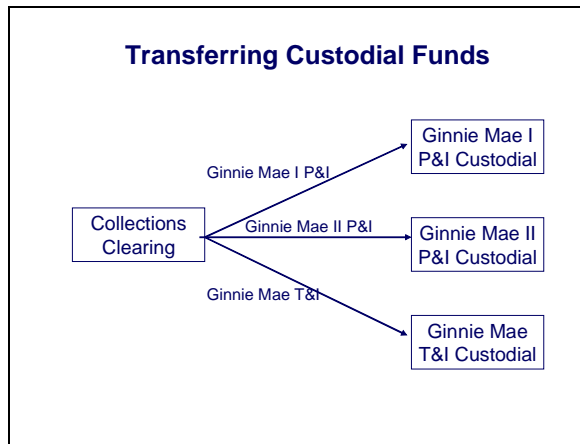 Transferring Custodial Funds
Ginnie Mae I
P&I Custodial
Ginnie Mae I P&I
Collections
Clearing
Ginnie Mae II P&I
Ginnie Mae II
P&I Custodial
Ginnie Mae T&I
Ginnie Mae
T&I Custodial